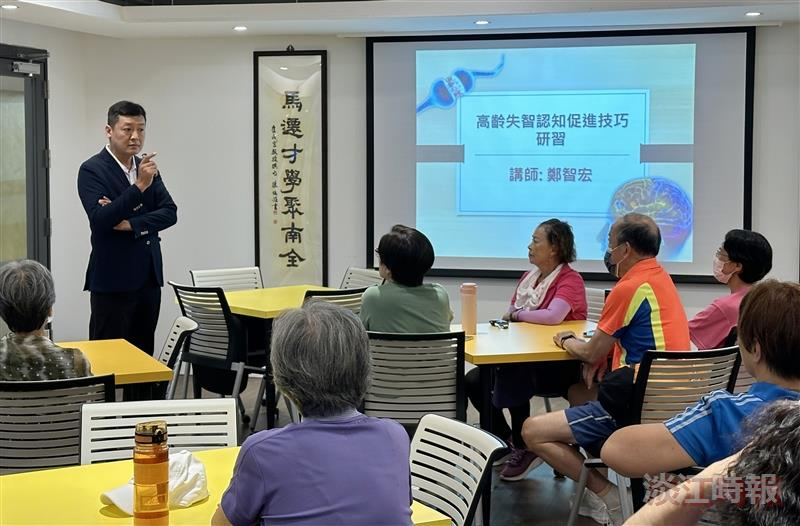 馬遷才學聚南全
高齡失智認知促進技巧
研習
講師: 鄭智宏
淡江時報